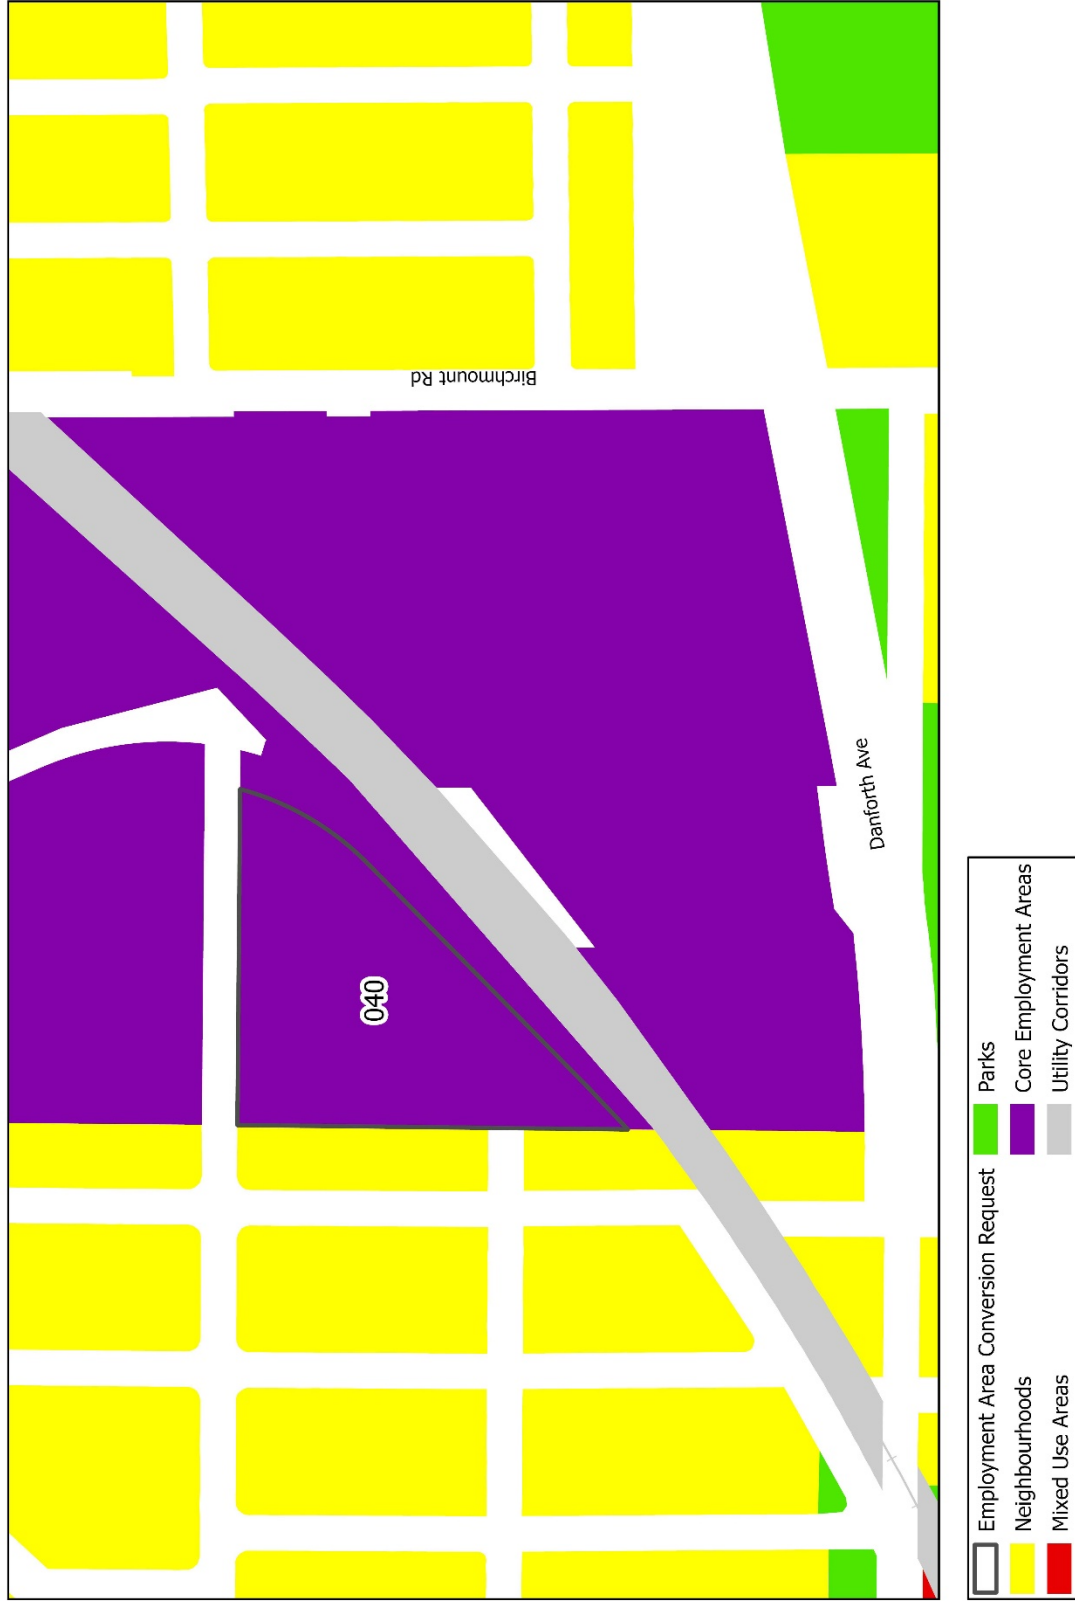 Birchmount Rd
040
Danforth Ave
Employment Area Conversion Request
Neighbourhoods
Mixed Use Areas
Parks
Core Employment Areas
Utility Corridors